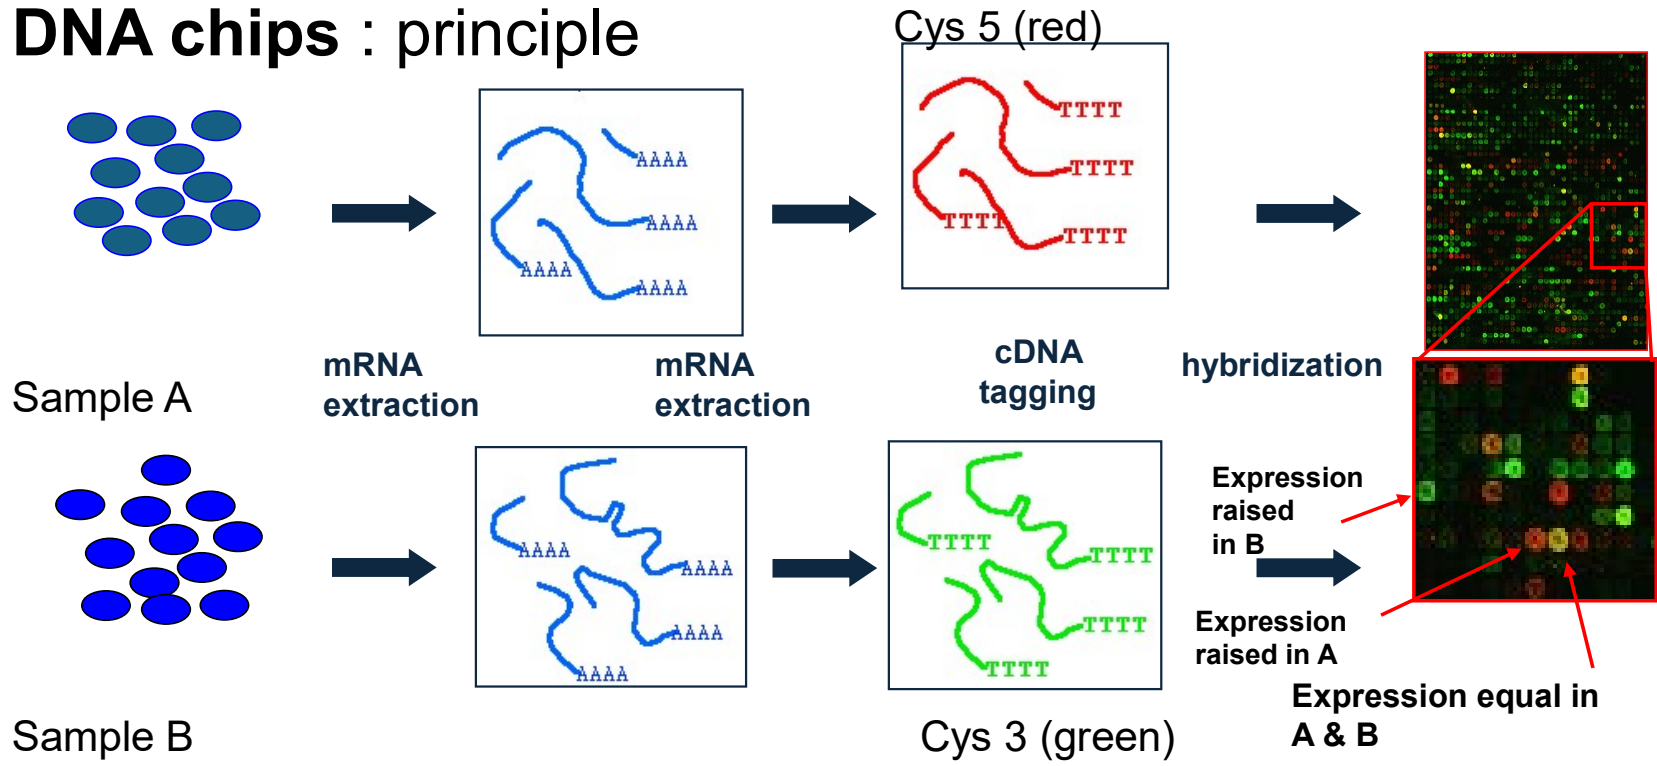 DNA chips : principle
Cys 5 (red)
AAAA
AAAA
AAAA
AAAA
TTTT
TTTT
TTTT
TTTT
Sample A
mRNA
extraction
mRNA
extraction
cDNA
tagging
hybridization
AAAA
AAAA
AAAA
AAAA
TTTT
TTTT
TTTT
TTTT
Expression
raised
in B
Expression
raised in A
Expression equal in
A & B
Sample B
Cys 3 (green)